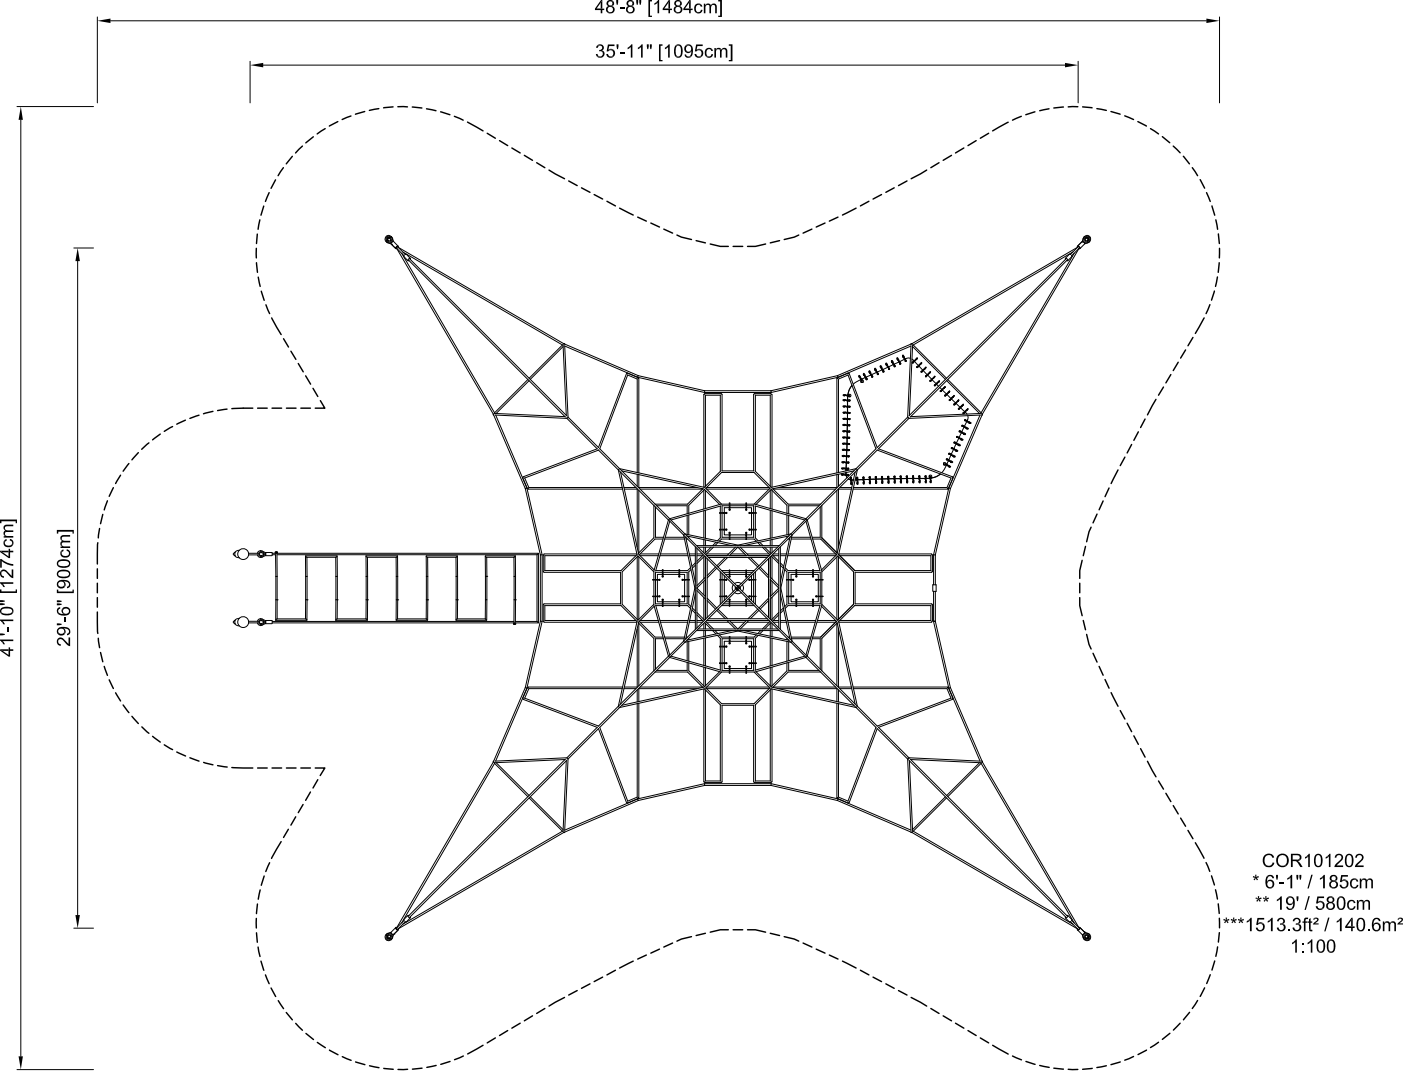 48'-8" [1484cm]
35'-11" [1095cm]
41'-10" [1274cm]
29'-6" [900cm]
COR101202
* 6'-1" / 185cm
** 19' / 580cm
***1513.3ft² / 140.6m²
1:100